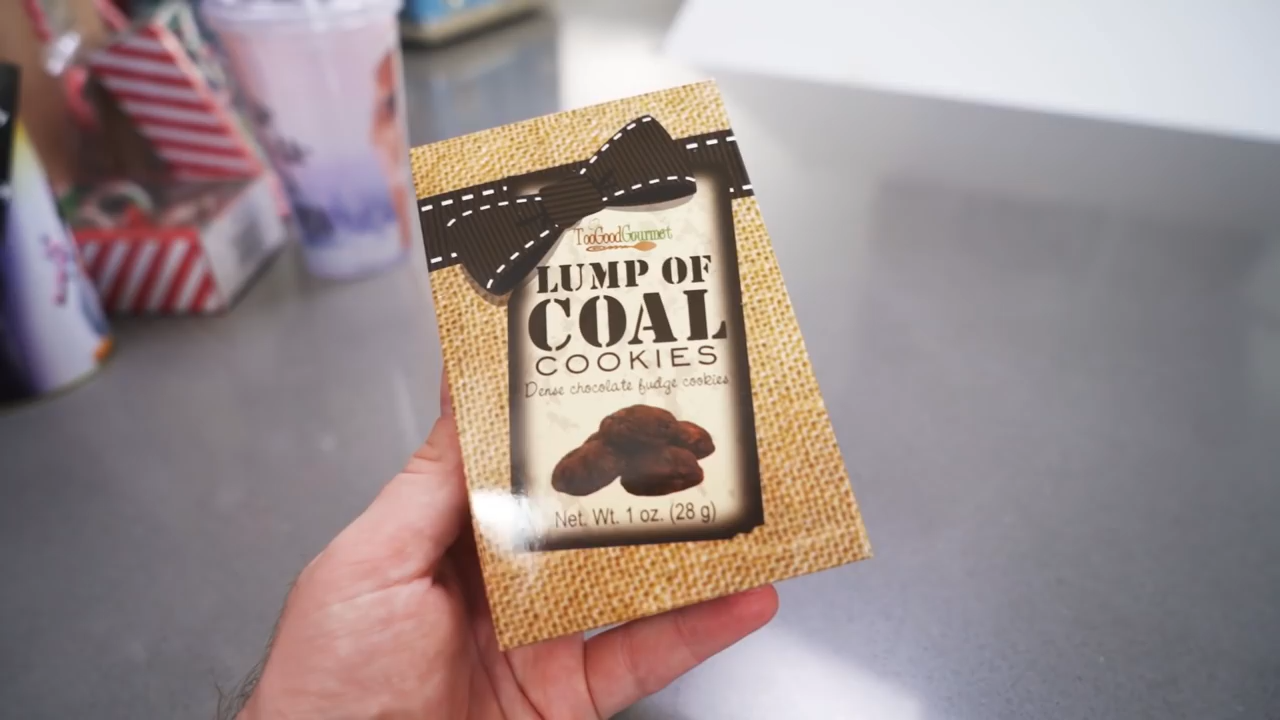 TooGoodGourmet
LUMP OF
COAL
COOKIES
Dense chocolate fudge cookies
Net. Wt. 1 oz. (28 g)